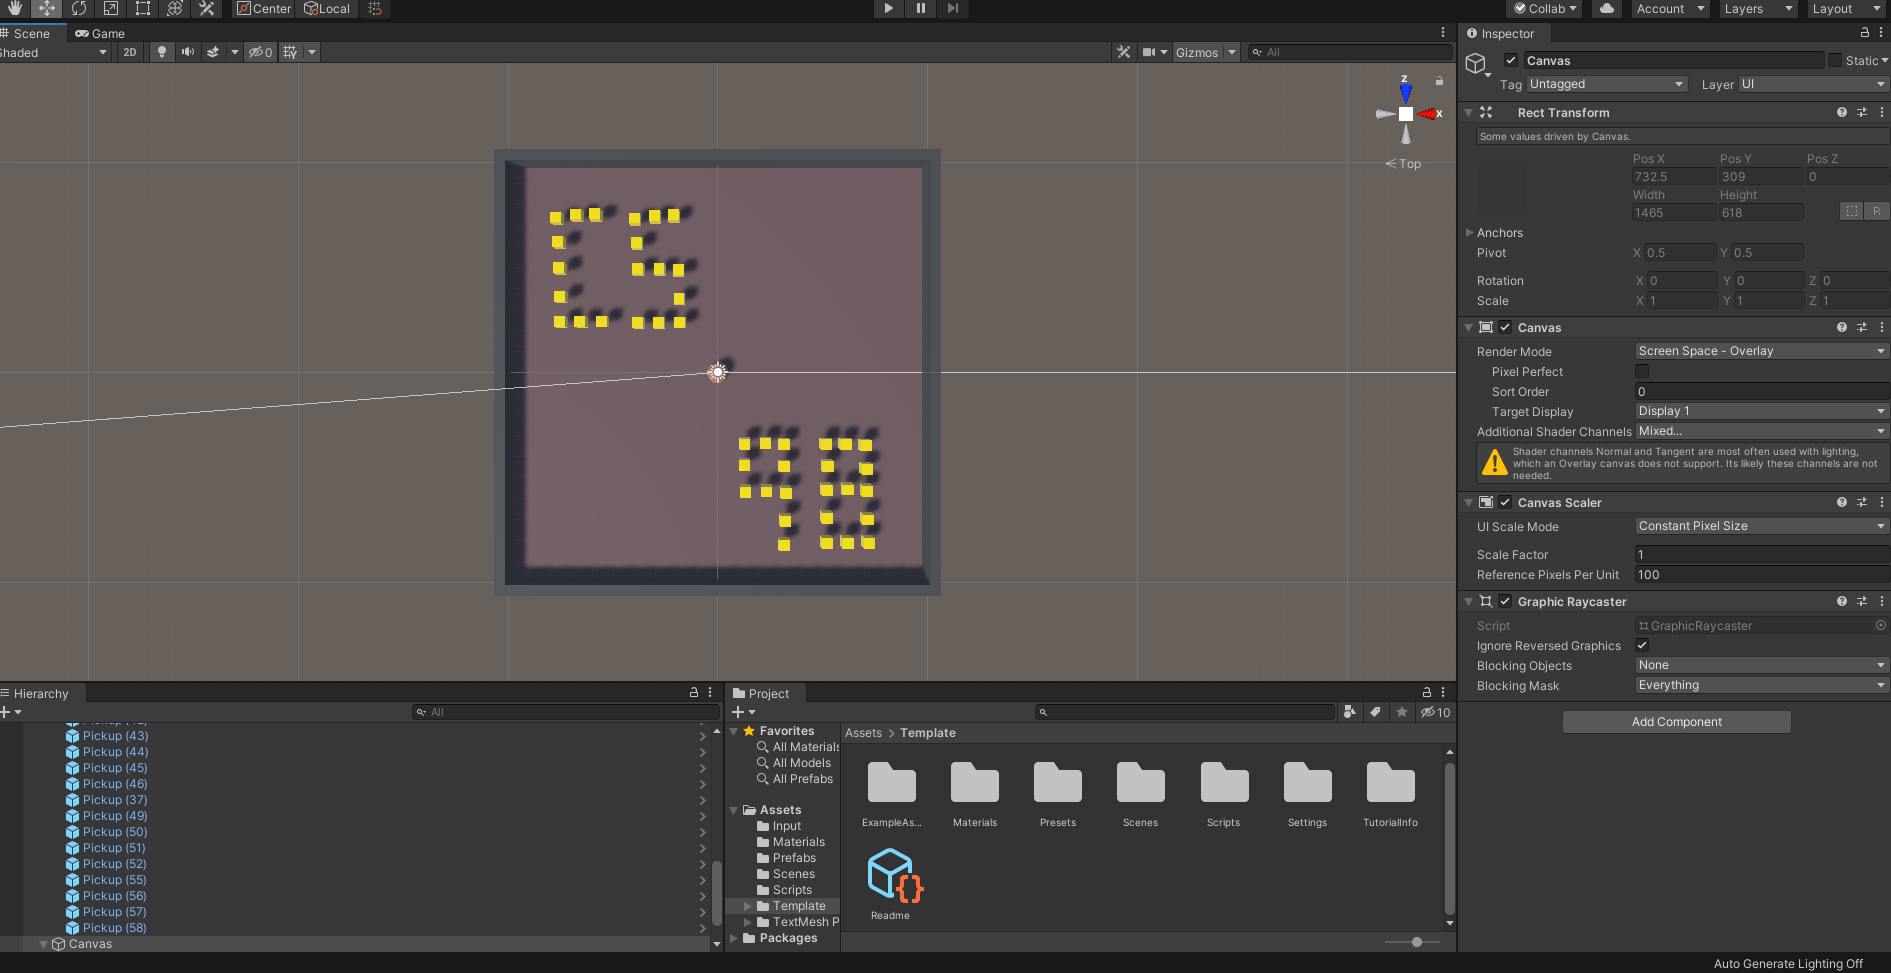 Center Local Collab Account Layers Layout
Scene Game
Shaded 2D 0 Gizmos All
z
x
Top
C5
98
Inspector
Canvas Static
Tag Untagged Layer UI
Rect Transform
Some values driven by Canvas.
Pos X Pos Y Pos Z
732.5 309 0
Width Height
1465 618 R
Anchors
Pivot X 0.5 Y 0.5
Rotation X 0 Y 0 Z 0
Scale X 1 Y 1 Z 1
Canvas
Render Mode Screen Space - Overlay
Pixel Perfect
Sort Order 0
Target Display Display 1
Additional Shader Channels Mixed...
Shader channels Normal and Tangent are most often used with lighting,
which an Overlay canvas does not support. Its likely these channels are not
needed.
Canvas Scaler
UI Scale Mode Constant Pixel Size
Scale Factor 1
Reference Pixels Per Unit 100
Graphic Raycaster
Script GraphicRaycaster
Ignore Reversed Graphics
Blocking Objects None
Blocking Mask Everything
Add Component
Hierarchy
All
Pickup (42)
Pickup (43)
Pickup (44)
Pickup (45)
Pickup (46)
Pickup (37)
Pickup (49)
Pickup (50)
Pickup (51)
Pickup (52)
Pickup (55)
Pickup (56)
Pickup (57)
Pickup (58)
Canvas
Project
10
Favorites
All Materials
All Models
All Prefabs
Assets
Input
Materials
Prefabs
Scenes
Scripts
Template
TextMesh P
Packages
Assets > Template
ExampleAs... Materials Presets Scenes Scripts Settings TutorialInfo
Readme
Auto Generate Lighting Off